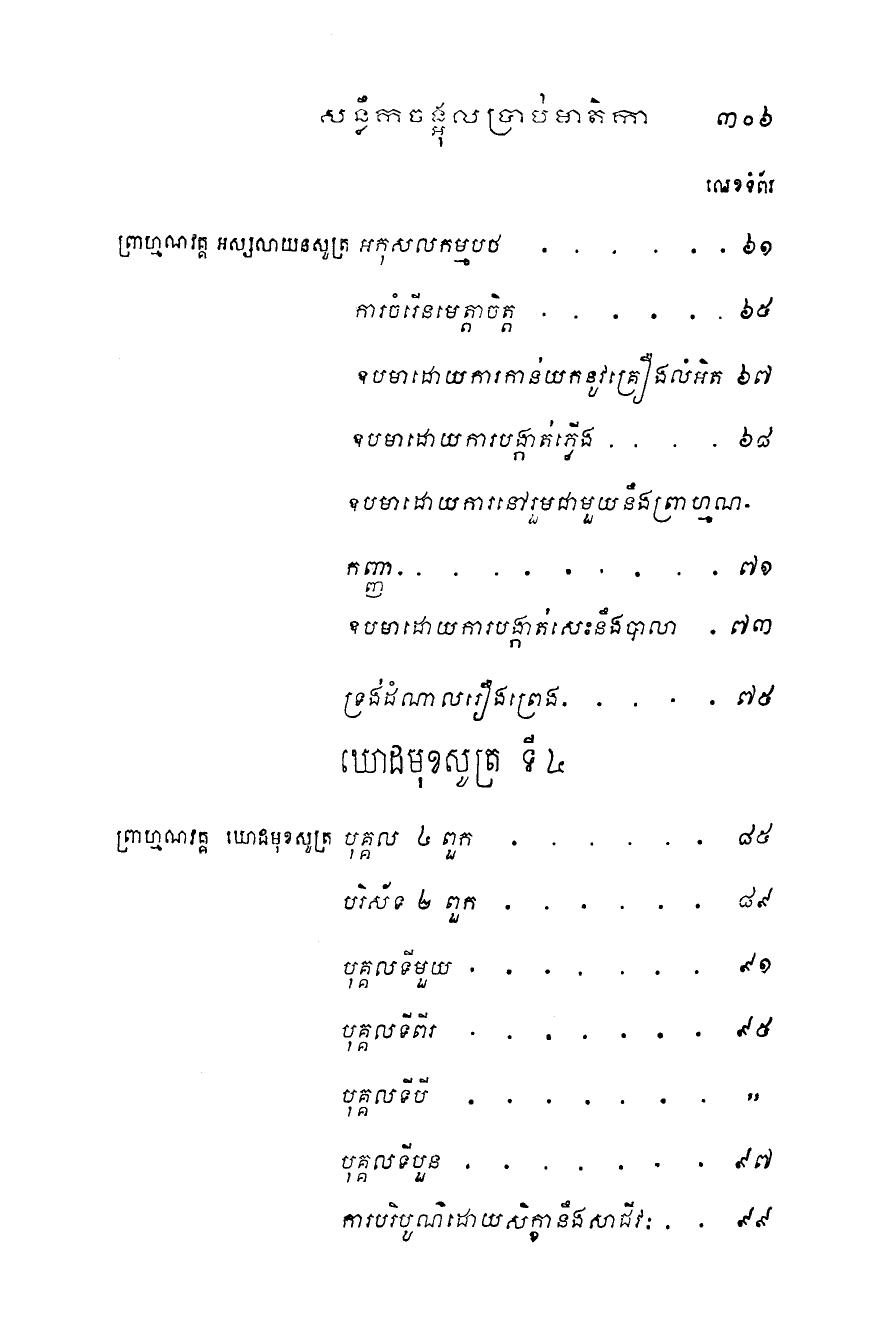 សន្លឹកចង្អុលប្រាប់មាតិកា ៣០៦
លេខទំព័រ
ព្រាហ្មណវគ្គ អស្សលាយនសូត្រ អកុសលកម្មបថ . . . . . . ៦១
ការចំរើនមេត្តាចិត្ត . . . . . . ៦៥
ឧបមាដោយការកាន់យកនូវគ្រឿងលំអិត ៦៧
ឧបមាដោយការបង្កាត់ភ្លើង . . . . ៦៨
ឧបមាដោយការនៅរួមជាមួយនឹងព្រាហ្មណ-
កញ្ញា . . . . . . . . . . ៧១
ឧបមាដោយការបង្កាត់សេះនឹងបាលា . ៧៣
ទ្រង់ដំណាលរឿងព្រេង . . . . . ៧៥
ឃោដមុខសូត្រ ទី ៤
ព្រាហ្មណវគ្គ ឃោដមុខសូត្រ បុគ្គល ៤ ពួក . . . . . . ៨៥
បរិស័ទ ២ ពួក . . . . . . ៨៩
បុគ្គលទីមួយ . . . . . . . ៩១
បុគ្គលទីពីរ . . . . . . . ៩៥
បុគ្គលទីបី . . . . . . . "
បុគ្គលទីបួន . . . . . . . ៩៧
ការបរិបូណ៌ដោយសិក្ខានឹងសាជីវៈ . . ៩៩